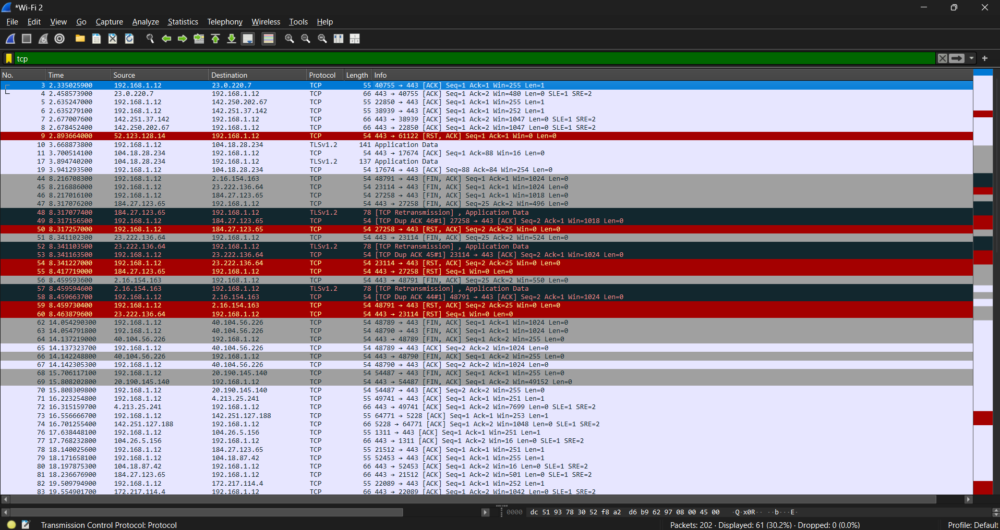 *Wi-Fi 2
File Edit View Go Capture Analyze Statistics Telephony Wireless Tools Help
tcp
No. Time Source Destination Protocol Length Info
3 2.335025900 192.168.1.12 23.0.220.7 TCP 55 40755 → 443 [ACK] Seq=1 Ack=1 Win=255 Len=1
4 2.458573900 23.0.220.7 192.168.1.12 TCP 66 443 → 40755 [ACK] Seq=1 Ack=2 Win=480 Len=0 SLE=1 SRE=2
5 2.635247000 192.168.1.12 142.250.202.67 TCP 55 22850 → 443 [ACK] Seq=1 Ack=1 Win=255 Len=1
6 2.635279100 192.168.1.12 142.251.37.142 TCP 55 38939 → 443 [ACK] Seq=1 Ack=1 Win=252 Len=1
7 2.677007600 142.251.37.142 192.168.1.12 TCP 66 443 → 38939 [ACK] Seq=1 Ack=2 Win=1047 Len=0 SLE=1 SRE=2
8 2.678452400 142.250.202.67 192.168.1.12 TCP 66 443 → 22850 [ACK] Seq=1 Ack=2 Win=1047 Len=0 SLE=1 SRE=2
9 2.893664000 52.123.128.14 192.168.1.12 TCP 54 443 → 61122 [RST, ACK] Seq=1 Ack=1 Win=0 Len=0
10 3.668873800 192.168.1.12 104.18.28.234 TLSv1.2 141 Application Data
11 3.700514100 104.18.28.234 192.168.1.12 TCP 54 443 → 17674 [ACK] Seq=1 Ack=88 Win=16 Len=0
17 3.894740200 104.18.28.234 192.168.1.12 TLSv1.2 137 Application Data
19 3.941293500 192.168.1.12 104.18.28.234 TCP 54 17674 → 443 [ACK] Seq=88 Ack=84 Win=254 Len=0
44 8.216708300 192.168.1.12 2.16.154.163 TCP 54 48791 → 443 [FIN, ACK] Seq=1 Ack=1 Win=1024 Len=0
45 8.216886000 192.168.1.12 23.222.136.64 TCP 54 23114 → 443 [FIN, ACK] Seq=1 Ack=1 Win=1024 Len=0
46 8.217016100 192.168.1.12 184.27.123.65 TCP 54 27258 → 443 [FIN, ACK] Seq=1 Ack=1 Win=1018 Len=0
47 8.317076200 184.27.123.65 192.168.1.12 TCP 54 443 → 27258 [FIN, ACK] Seq=25 Ack=2 Win=496 Len=0
48 8.317077400 184.27.123.65 192.168.1.12 TLSv1.2 78 [TCP Retransmission] , Application Data
49 8.317156500 192.168.1.12 184.27.123.65 TCP 54 [TCP Dup ACK 46#1] 27258 → 443 [ACK] Seq=2 Ack=1 Win=1018 Len=0
50 8.317257000 192.168.1.12 184.27.123.65 TCP 54 27258 → 443 [RST, ACK] Seq=2 Ack=25 Win=0 Len=0
51 8.341102300 23.222.136.64 192.168.1.12 TCP 54 443 → 23114 [FIN, ACK] Seq=25 Ack=2 Win=524 Len=0
52 8.341103500 23.222.136.64 192.168.1.12 TLSv1.2 78 [TCP Retransmission] , Application Data
53 8.341163500 192.168.1.12 23.222.136.64 TCP 54 [TCP Dup ACK 45#1] 23114 → 443 [ACK] Seq=2 Ack=1 Win=1024 Len=0
54 8.341227000 192.168.1.12 23.222.136.64 TCP 54 23114 → 443 [RST, ACK] Seq=2 Ack=25 Win=0 Len=0
55 8.417719000 184.27.123.65 192.168.1.12 TCP 54 443 → 27258 [RST] Seq=1 Win=0 Len=0
56 8.459593600 2.16.154.163 192.168.1.12 TCP 54 443 → 48791 [FIN, ACK] Seq=25 Ack=2 Win=550 Len=0
57 8.459594600 2.16.154.163 192.168.1.12 TLSv1.2 78 [TCP Retransmission] , Application Data
58 8.459663700 192.168.1.12 2.16.154.163 TCP 54 [TCP Dup ACK 44#1] 48791 → 443 [ACK] Seq=2 Ack=1 Win=1024 Len=0
59 8.459730400 192.168.1.12 2.16.154.163 TCP 54 48791 → 443 [RST, ACK] Seq=2 Ack=25 Win=0 Len=0
60 8.463879600 23.222.136.64 192.168.1.12 TCP 54 443 → 23114 [RST] Seq=1 Win=0 Len=0
62 14.054290300 192.168.1.12 40.104.56.226 TCP 54 48789 → 443 [FIN, ACK] Seq=1 Ack=1 Win=1024 Len=0
63 14.054791800 192.168.1.12 40.104.56.226 TCP 54 48790 → 443 [FIN, ACK] Seq=1 Ack=1 Win=1024 Len=0
64 14.137219000 40.104.56.226 192.168.1.12 TCP 54 443 → 48789 [FIN, ACK] Seq=1 Ack=2 Win=255 Len=0
65 14.137323700 192.168.1.12 40.104.56.226 TCP 54 48789 → 443 [ACK] Seq=2 Ack=2 Win=1024 Len=0
66 14.142248800 40.104.56.226 192.168.1.12 TCP 54 443 → 48790 [FIN, ACK] Seq=1 Ack=2 Win=255 Len=0
67 14.142305300 192.168.1.12 40.104.56.226 TCP 54 48790 → 443 [ACK] Seq=2 Ack=2 Win=1024 Len=0
68 15.706117100 192.168.1.12 20.190.145.140 TCP 54 54487 → 443 [FIN, ACK] Seq=1 Ack=1 Win=255 Len=0
69 15.808202800 20.190.145.140 192.168.1.12 TCP 54 443 → 54487 [FIN, ACK] Seq=1 Ack=2 Win=49152 Len=0
70 15.808309800 192.168.1.12 20.190.145.140 TCP 54 54487 → 443 [ACK] Seq=2 Ack=2 Win=255 Len=0
71 16.223254800 192.168.1.12 4.213.25.241 TCP 55 49741 → 443 [ACK] Seq=1 Ack=1 Win=251 Len=1
72 16.315159700 4.213.25.241 192.168.1.12 TCP 66 443 → 49741 [ACK] Seq=1 Ack=2 Win=7699 Len=0 SLE=1 SRE=2
73 16.556666700 192.168.1.12 142.251.127.188 TCP 55 64771 → 5228 [ACK] Seq=1 Ack=1 Win=253 Len=1
74 16.701255400 142.251.127.188 192.168.1.12 TCP 66 5228 → 64771 [ACK] Seq=1 Ack=2 Win=1048 Len=0 SLE=1 SRE=2
76 17.638448100 192.168.1.12 104.26.5.156 TCP 55 1311 → 443 [ACK] Seq=1 Ack=1 Win=251 Len=1
77 17.768232800 104.26.5.156 192.168.1.12 TCP 66 443 → 1311 [ACK] Seq=1 Ack=2 Win=16 Len=0 SLE=1 SRE=2
78 18.140025600 192.168.1.12 184.27.123.65 TCP 55 21512 → 443 [ACK] Seq=1 Ack=1 Win=251 Len=1
79 18.171658100 192.168.1.12 104.18.87.42 TCP 55 52453 → 443 [ACK] Seq=1 Ack=1 Win=255 Len=1
80 18.197875300 104.18.87.42 192.168.1.12 TCP 66 443 → 52453 [ACK] Seq=1 Ack=2 Win=16 Len=0 SLE=1 SRE=2
81 18.236676900 184.27.123.65 192.168.1.12 TCP 66 443 → 21512 [ACK] Seq=1 Ack=2 Win=501 Len=0 SLE=1 SRE=2
82 19.509794900 192.168.1.12 172.217.114.4 TCP 55 22089 → 443 [ACK] Seq=1 Ack=1 Win=252 Len=1
83 19.554901700 172.217.114.4 192.168.1.12 TCP 66 443 → 22089 [ACK] Seq=1 Ack=2 Win=1042 Len=0 SLE=1 SRE=2
0000 dc 51 93 78 30 52 f8 a2 d6 b9 62 97 08 00 45 00 ·Q·x0R·· ··b···E·
Transmission Control Protocol: Protocol
Packets: 202 · Displayed: 61 (30.2%) · Dropped: 0 (0.0%)
Profile: Default